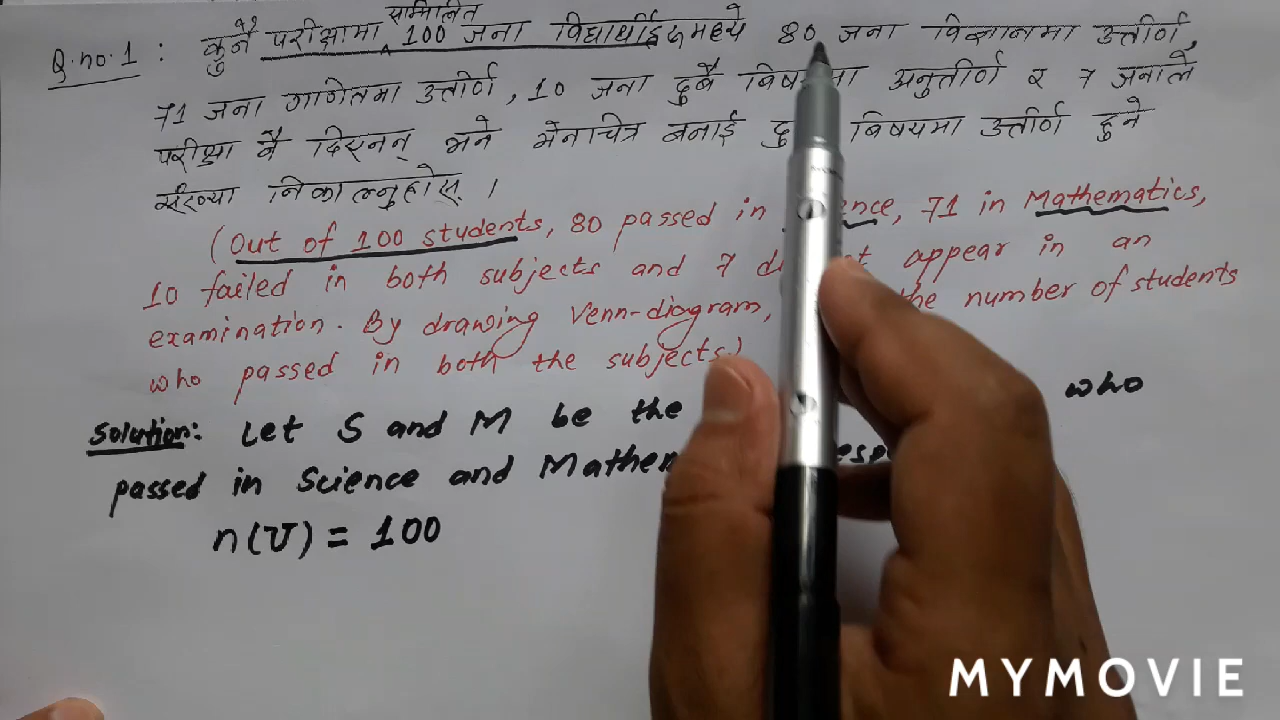 सम्मिलित
Q.no.1 : कुनै परीक्षामा 100 जना विद्यार्थीहरूमध्ये 80 जना विज्ञानमा उत्तीर्ण,
71 जना गणितमा उत्तीर्ण, 10 जना दुवै अनुत्तीर्ण र 7 जनाले
परीक्षा नै दिएनन् भने भेनचित्र बनाई विषयमा उत्तीर्ण हुने
संख्या निकाल्नुहोस् ।
(Out of 100 students, 80 passed in 71 in Mathematics,
10 failed in both subjects and 7 appear in an
examination. By drawing Venn-diagram, the number of students
who passed in both the subjects)
Solution: Let S and M be the who
passed in Science and
n(U) = 100
MYMOVIE